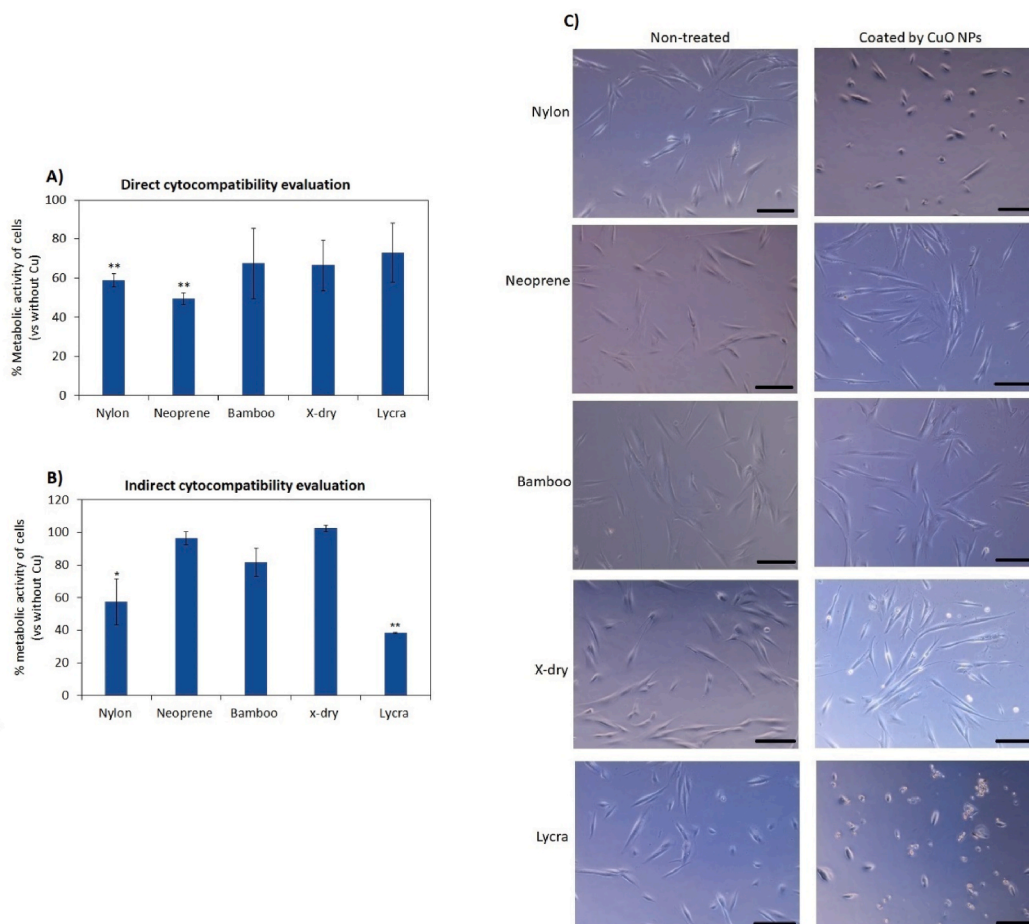 A)
Direct cytocompatibility evaluation
% Metabolic activity of cells
(vs without Cu)
100
80
60
40
20
0
**
**
Nylon Neoprene Bamboo X-dry Lycra
B)
Indirect cytocompatibility evaluation
% metabolic activity of cells
(vs without Cu)
120
100
80
60
40
20
0
*
**
Nylon Neoprene Bamboo x-dry Lycra
C)
Non-treated Coated by CuO NPs
Nylon
Neoprene
Bamboo
X-dry
Lycra